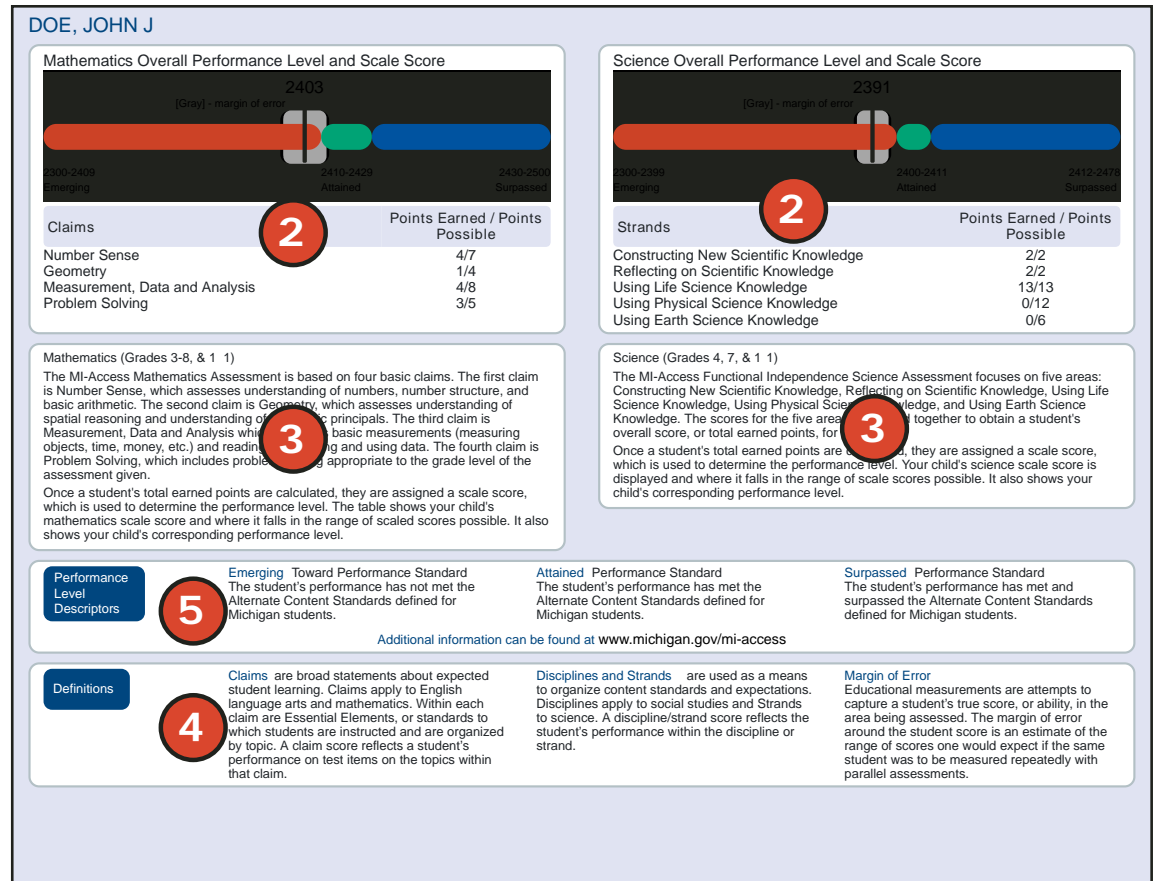 DOE, JOHN J
Mathematics Overall Performance Level and Scale Score
2403
[Gray] - margin of error
2300-2409
2410-2429
2430-2500
Emerging
Attained
Surpassed
Claims
Points Earned / Points
Possible
2
Number Sense 4/7
Geometry 1/4
Measurement, Data and Analysis 4/8
Problem Solving 3/5
Science Overall Performance Level and Scale Score
2391
[Gray] - margin of error
2300-2399
2400-2411
2412-2478
Emerging
Attained
Surpassed
2
Strands
Points Earned / Points
Possible
Constructing New Scientific Knowledge 2/2
Reflecting on Scientific Knowledge 2/2
Using Life Science Knowledge 13/13
Using Physical Science Knowledge 0/12
Using Earth Science Knowledge 0/6
Mathematics (Grades 3-8, & 1 1)
The MI-Access Mathematics Assessment is based on four basic claims. The first claim
is Number Sense, which assesses understanding of numbers, number structure, and
basic arithmetic. The second claim is Geometry, which assesses understanding of
spatial reasoning and understanding of principals. The third claim is
Measurement, Data and Analysis basic measurements (measuring
objects, time, money, etc.) and and using data. The fourth claim is
Problem Solving, which includes appropriate to the grade level of the
assessment given.
3
Once a student's total earned points are calculated, they are assigned a scale score,
which is used to determine the performance level. The table shows your child's
mathematics scale score and where it falls in the range of scaled scores possible. It also
shows your child's corresponding performance level.
Science (Grades 4, 7, & 1 1)
The MI-Access Functional Independence Science Assessment focuses on five areas:
Constructing New Scientific Knowledge, Reflecting on Scientific Knowledge, Using Life
Science Knowledge, Using Physical Science Knowledge, and Using Earth Science
Knowledge. The scores for the five together to obtain a student's
overall score, or total earned points, for
3
Once a student's total earned points are they are assigned a scale score,
which is used to determine the performance level. Your child's science scale score is
displayed and where it falls in the range of scale scores possible. It also shows your
child's corresponding performance level.
Performance
Level
Descriptors
5
Emerging Toward Performance Standard
The student's performance has not met the
Alternate Content Standards defined for
Michigan students.
Attained Performance Standard
The student's performance has met the
Alternate Content Standards defined for
Michigan students.
Surpassed Performance Standard
The student's performance has met and
surpassed the Alternate Content Standards
defined for Michigan students.
Additional information can be found at www.michigan.gov/mi-access
Definitions
4
Claims are broad statements about expected
student learning. Claims apply to English
language arts and mathematics. Within each
claim are Essential Elements, or standards to
which students are instructed and are organized
by topic. A claim score reflects a student's
performance on test items on the topics within
that claim.
Disciplines and Strands are used as a means
to organize content standards and expectations.
Disciplines apply to social studies and Strands
to science. A discipline/strand score reflects the
student's performance within the discipline or
strand.
Margin of Error
Educational measurements are attempts to
capture a student's true score, or ability, in the
area being assessed. The margin of error
around the student score is an estimate of the
range of scores one would expect if the same
student was to be measured repeatedly with
parallel assessments.